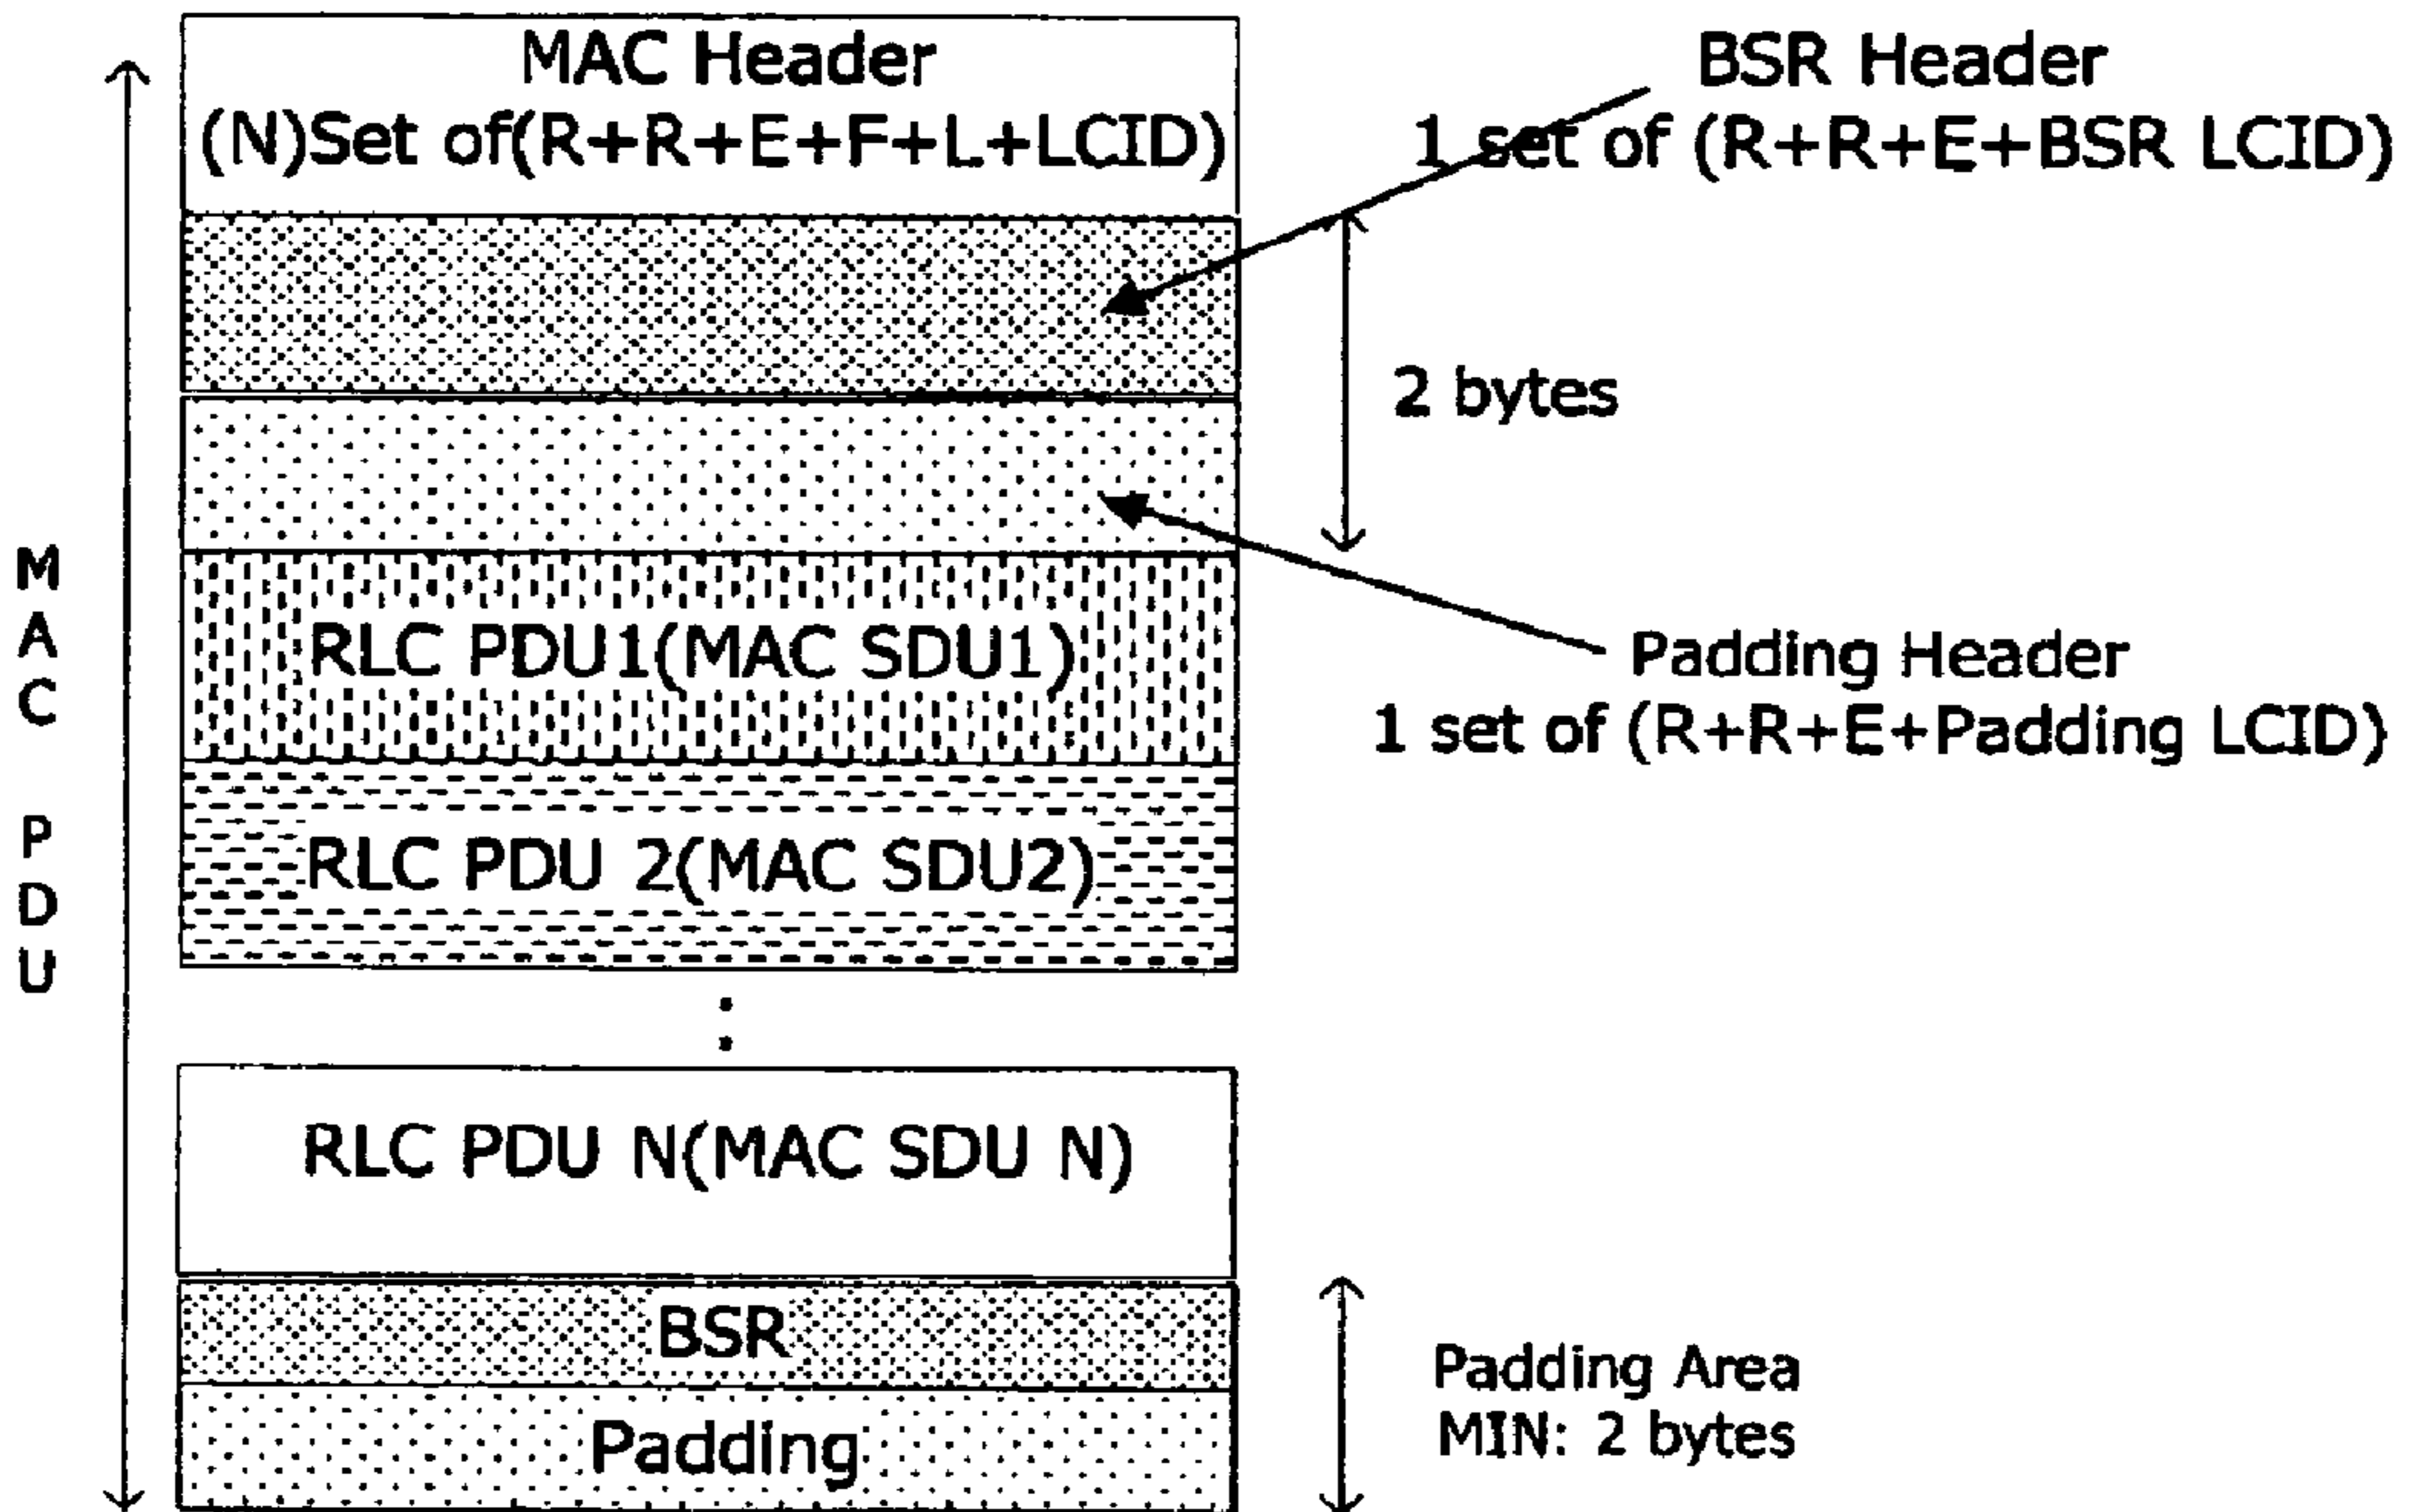 MAC Header
(N)Set of(R+R+E+F+L+LCID)
BSR Header
1 set of (R+R+E+BSR LCID)
2 bytes
MAC PDU
RLC PDU1(MAC SDU1)
Padding Header
1 set of (R+R+E+Padding LCID)
RLC PDU 2(MAC SDU2)
RLC PDU N(MAC SDU N)
BSR
Padding
Padding Area
MIN: 2 bytes